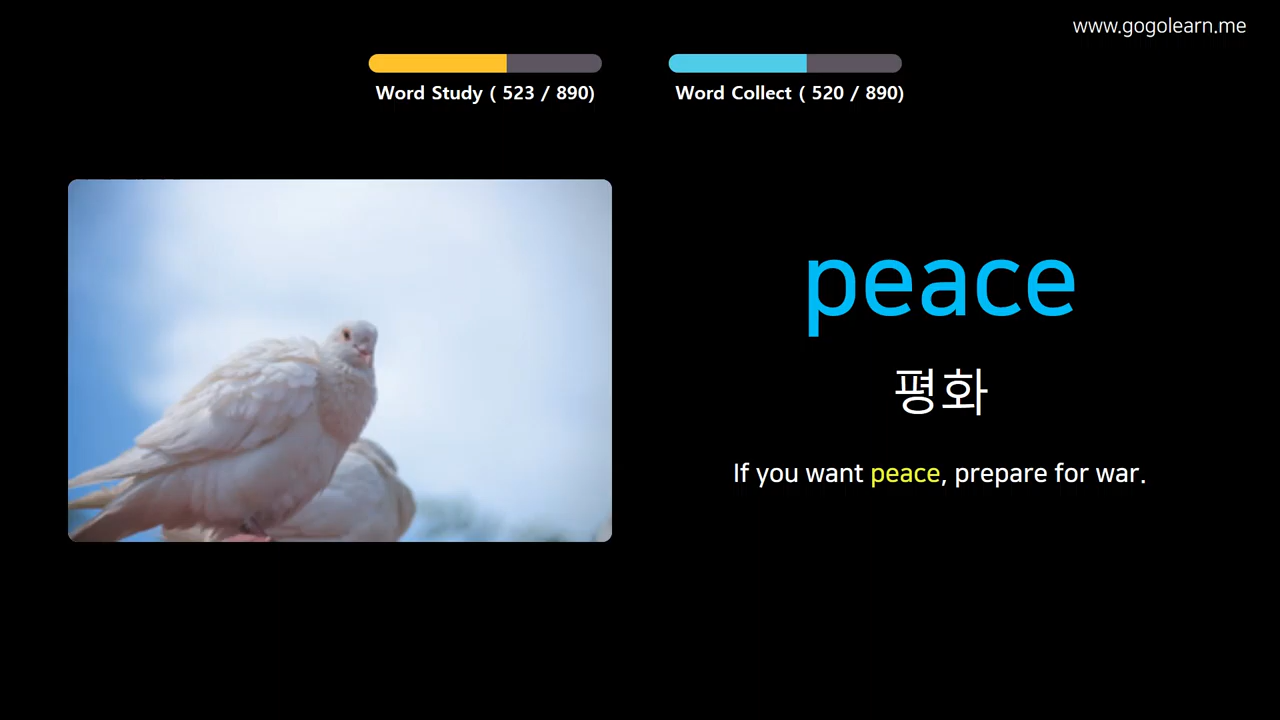 www.gogolearn.me
Word Study ( 523 / 890)
Word Collect ( 520 / 890)
peace
평화
If you want peace, prepare for war.